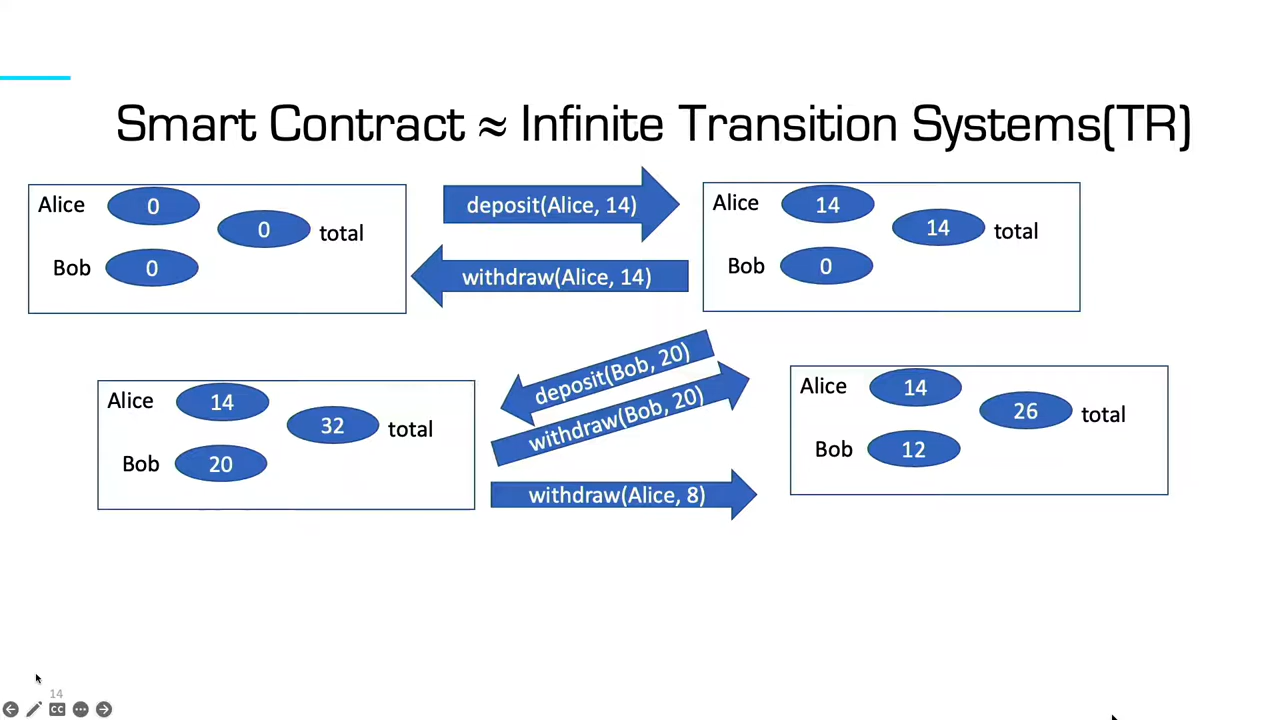 Smart Contract ≈ Infinite Transition Systems(TR)
Alice 0
0 total
Bob 0
deposit(Alice, 14)
withdraw(Alice, 14)
Alice 14
14 total
Bob 0
Alice 14
32 total
Bob 20
deposit(Bob, 20)
withdraw(Bob, 20)
withdraw(Alice, 8)
Alice 14
26 total
Bob 12
14
CC